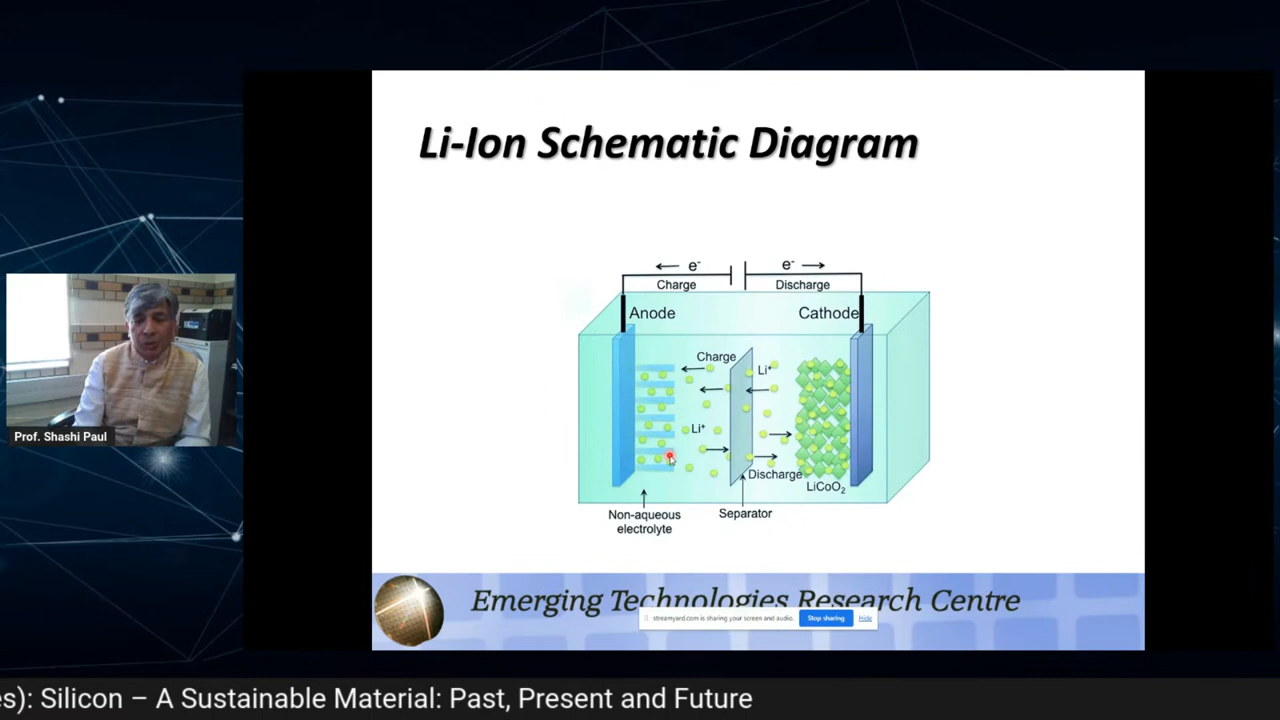 Li-Ion Schematic Diagram
e-
e-
Charge
Discharge
Anode
Cathode
Charge
Li+
Li+
Discharge
LiCoO2
Non-aqueous
electrolyte
Separator
Prof. Shashi Paul
Emerging Technologies Research Centre
streamyard.com is sharing your screen and audio.
Stop sharing
Hide
es): Silicon – A Sustainable Material: Past, Present and Future